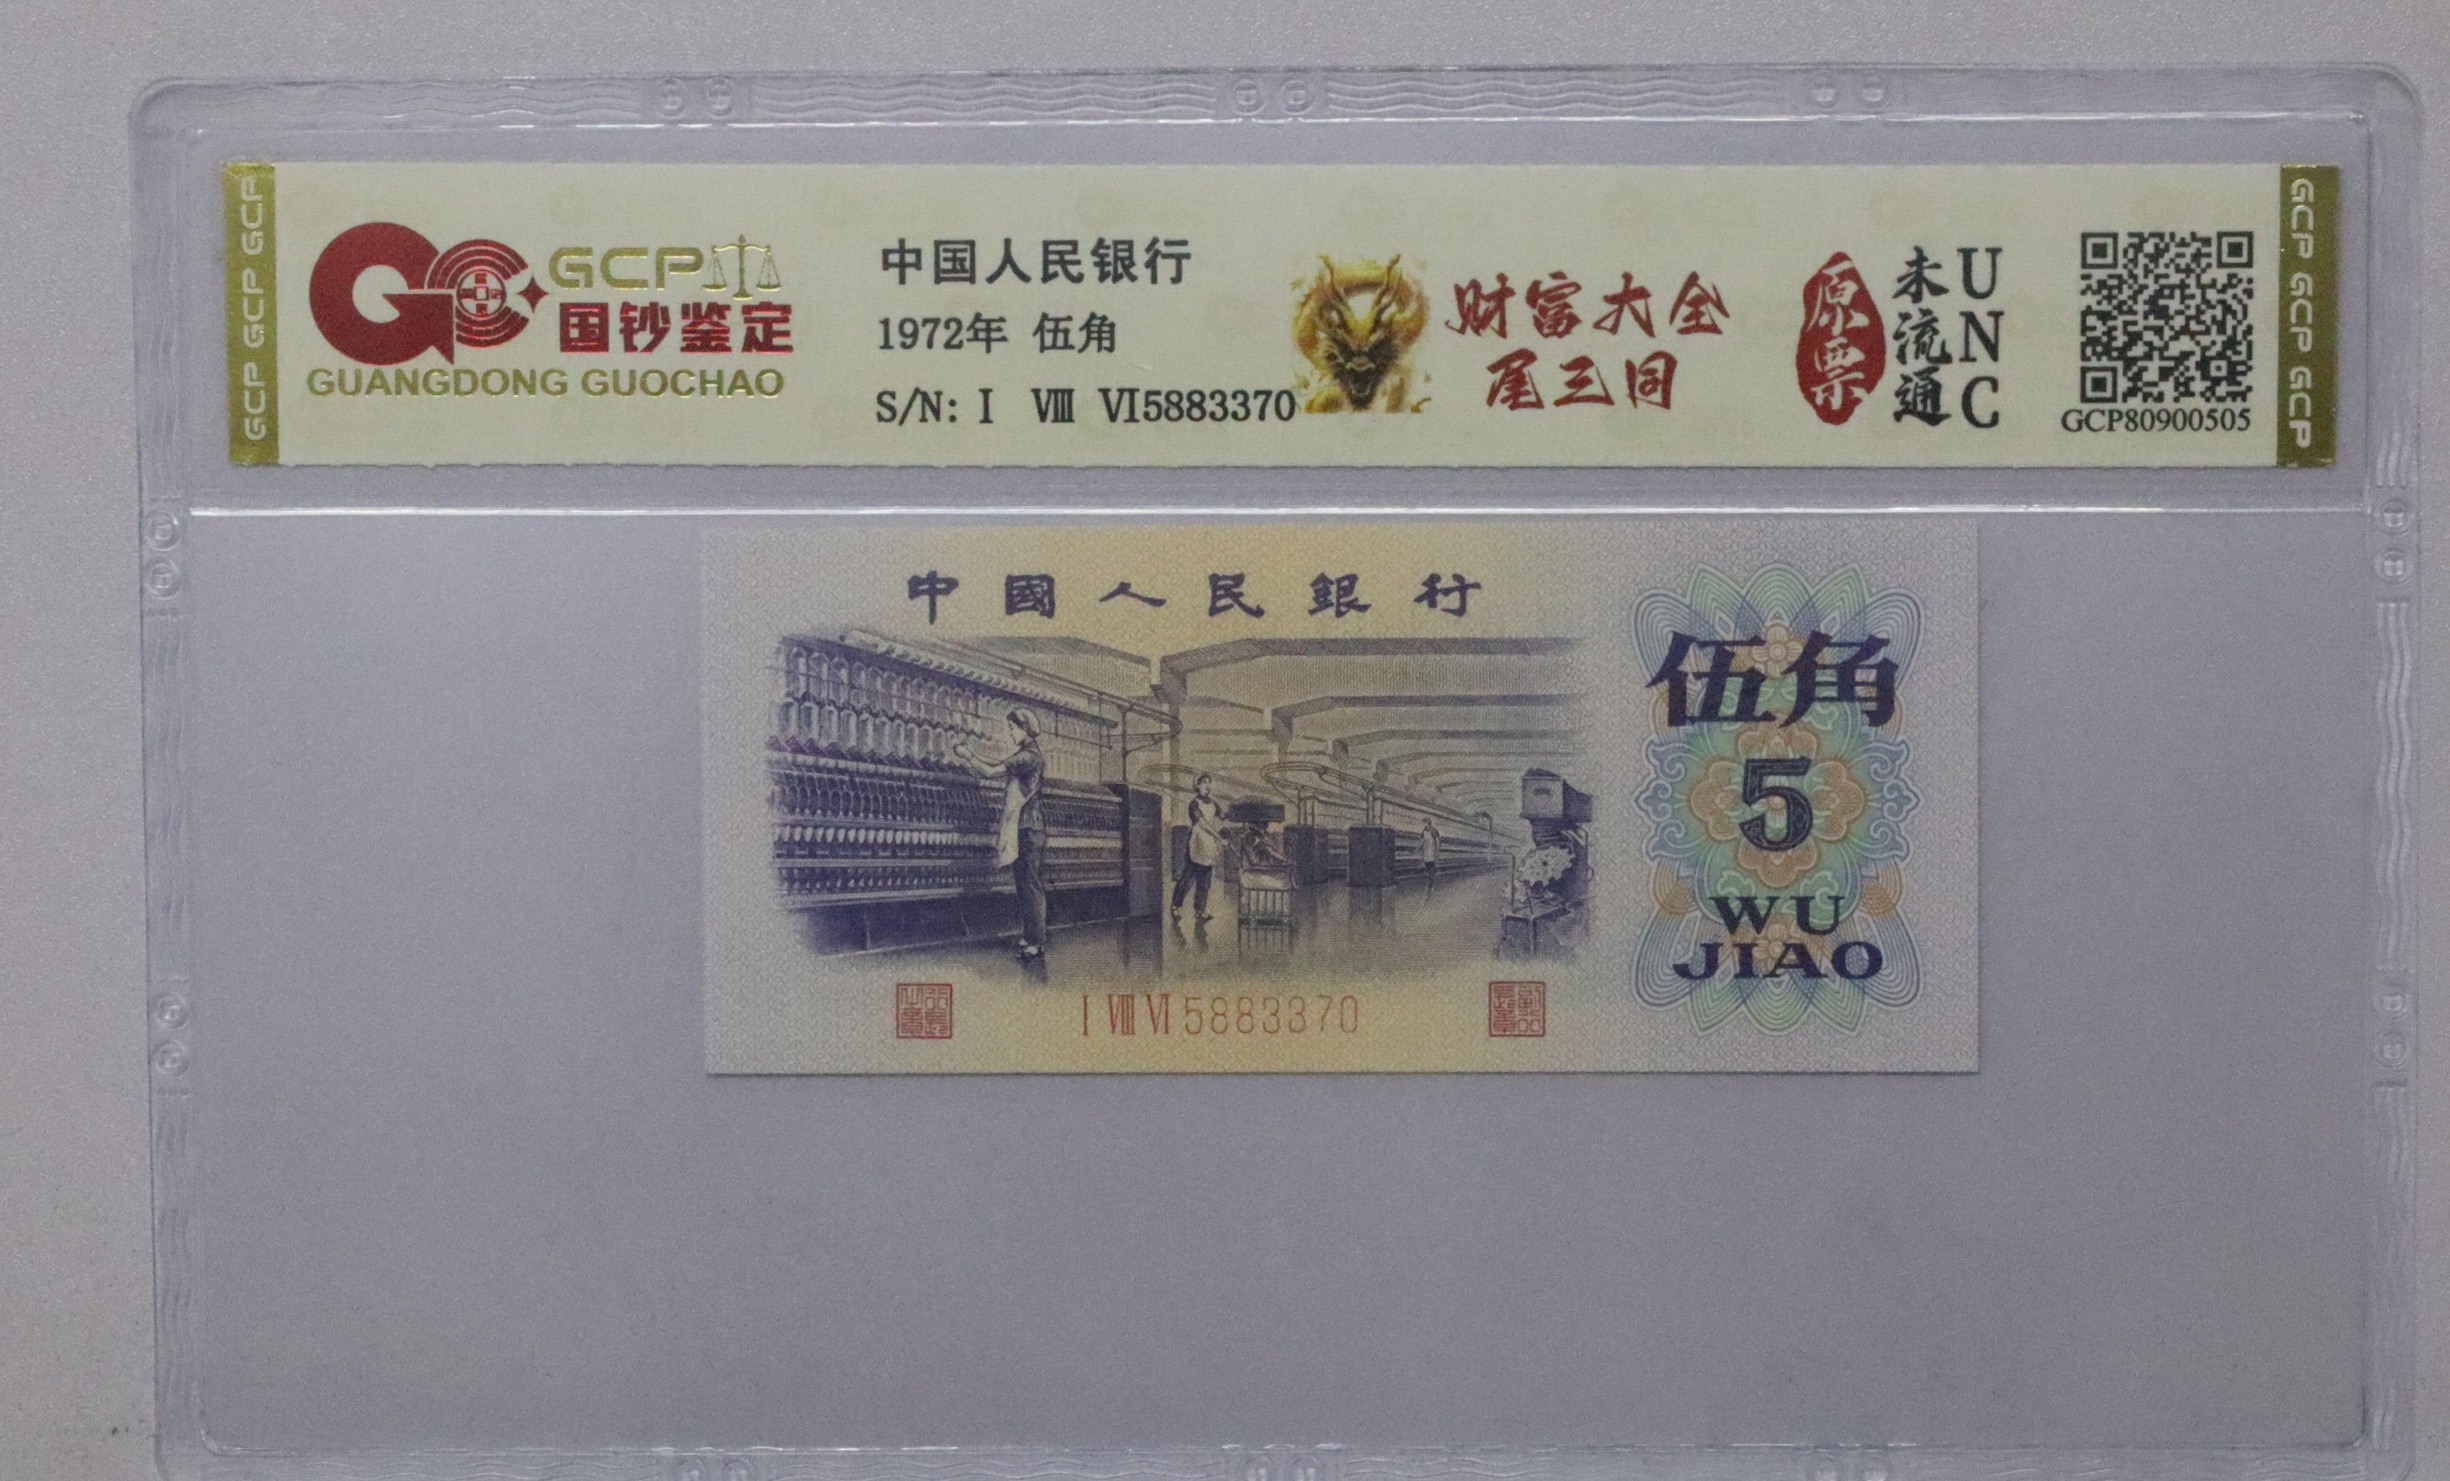 GCP GCP GCP
GCP
国钞鉴定
GUANGDONG GUOCHAO
中国人民银行
1972年 伍角
S/N: I VIII VI5883370
财富大全
尾三同
原票
未流通
UNC
GCP80900505
GCP GCP GCP
中國人民銀行
伍角
5
WU
JIAO
I VIII VI 5883370